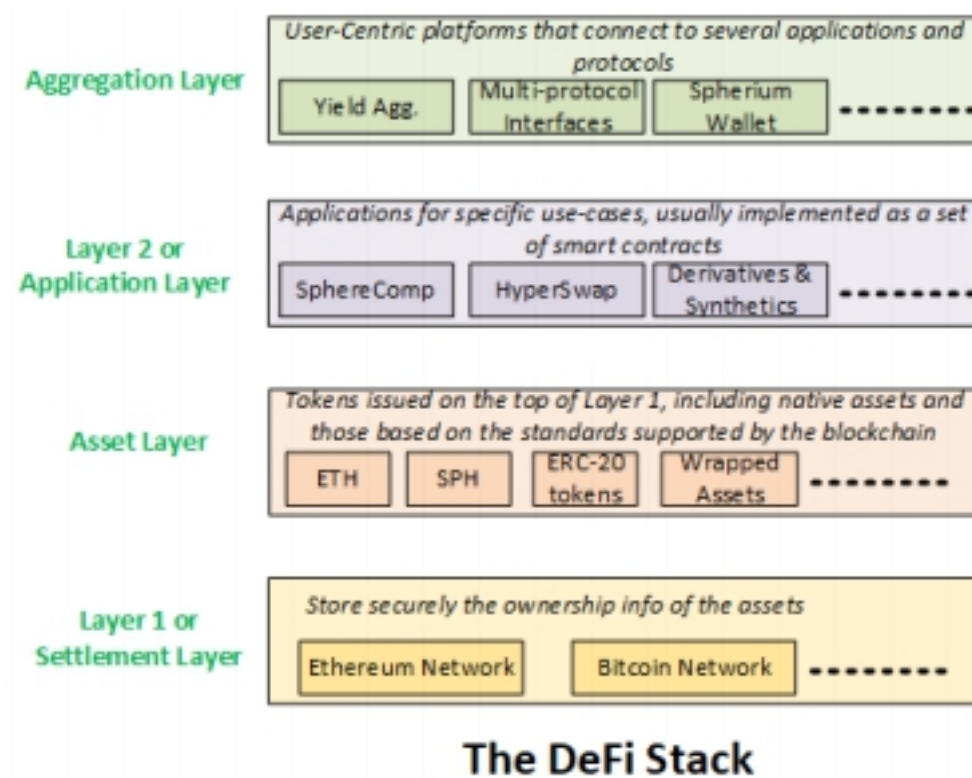 User-Centric platforms that connect to several applications and
protocols
Aggregation Layer
Yield Agg.
Multi-protocol
Interfaces
Spherium
Wallet
Applications for specific use-cases, usually implemented as a set
of smart contracts
Layer 2 or
Application Layer
SphereComp
HyperSwap
Derivatives &
Synthetics
Tokens issued on the top of Layer 1, including native assets and
those based on the standards supported by the blockchain
Asset Layer
ETH
SPH
ERC-20
tokens
Wrapped
Assets
Store securely the ownership info of the assets
Layer 1 or
Settlement Layer
Ethereum Network
Bitcoin Network
The DeFi Stack